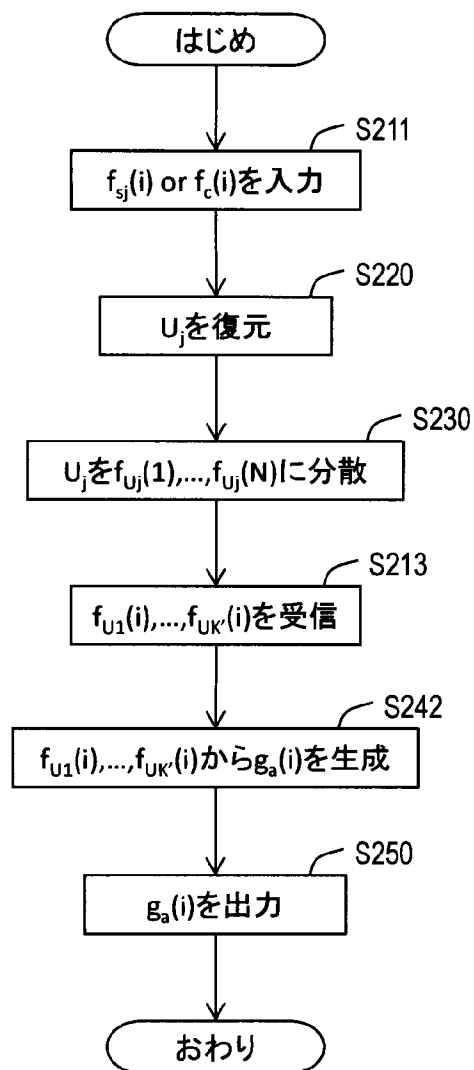 はじめ
S211
f_sj(i) or f_c(i)を入力
S220
U_jを復元
S230
U_jをf_Uj(1),...,f_Uj(N)に分散
S213
f_U1(i),...,f_UK'(i)を受信
S242
f_U1(i),...,f_UK'(i)からg_a(i)を生成
S250
g_a(i)を出力
おわり